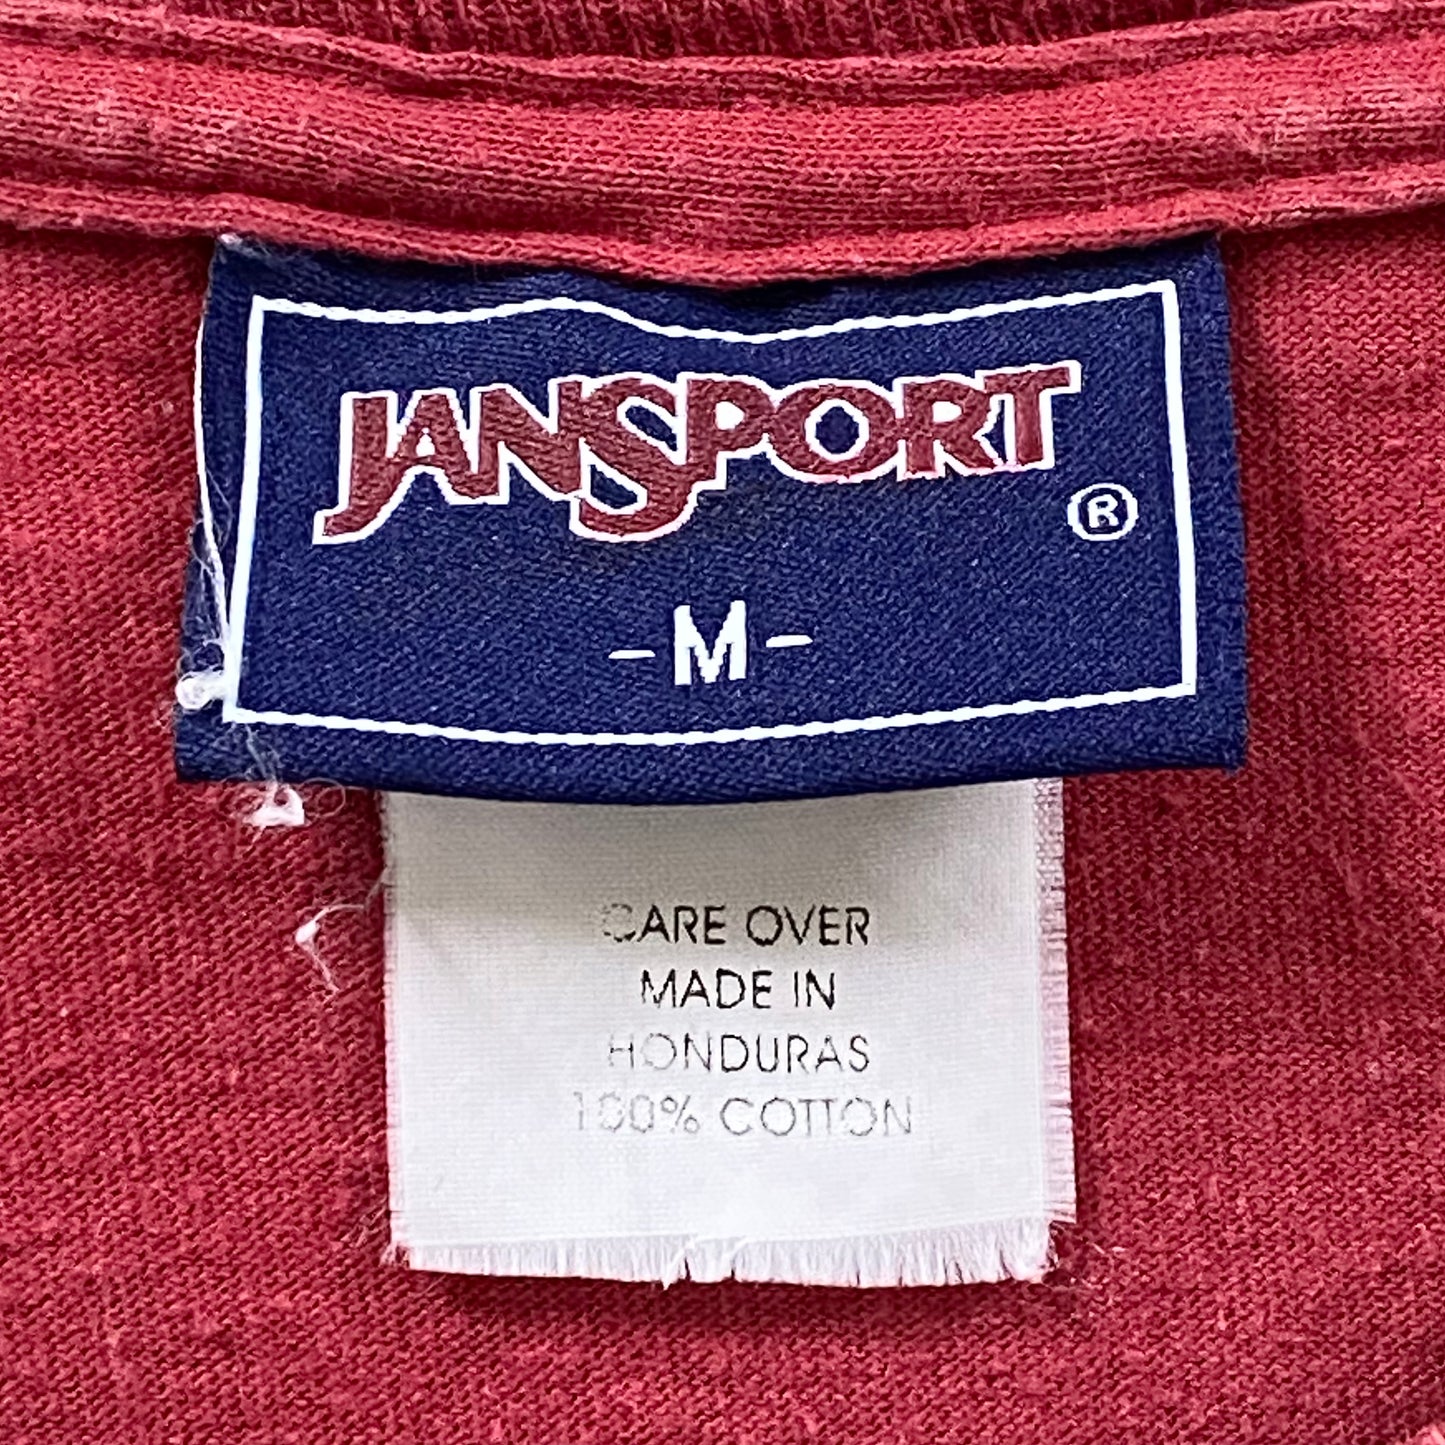 JANSPORT
®
-M-
CARE OVER
MADE IN
HONDURAS
100% COTTON